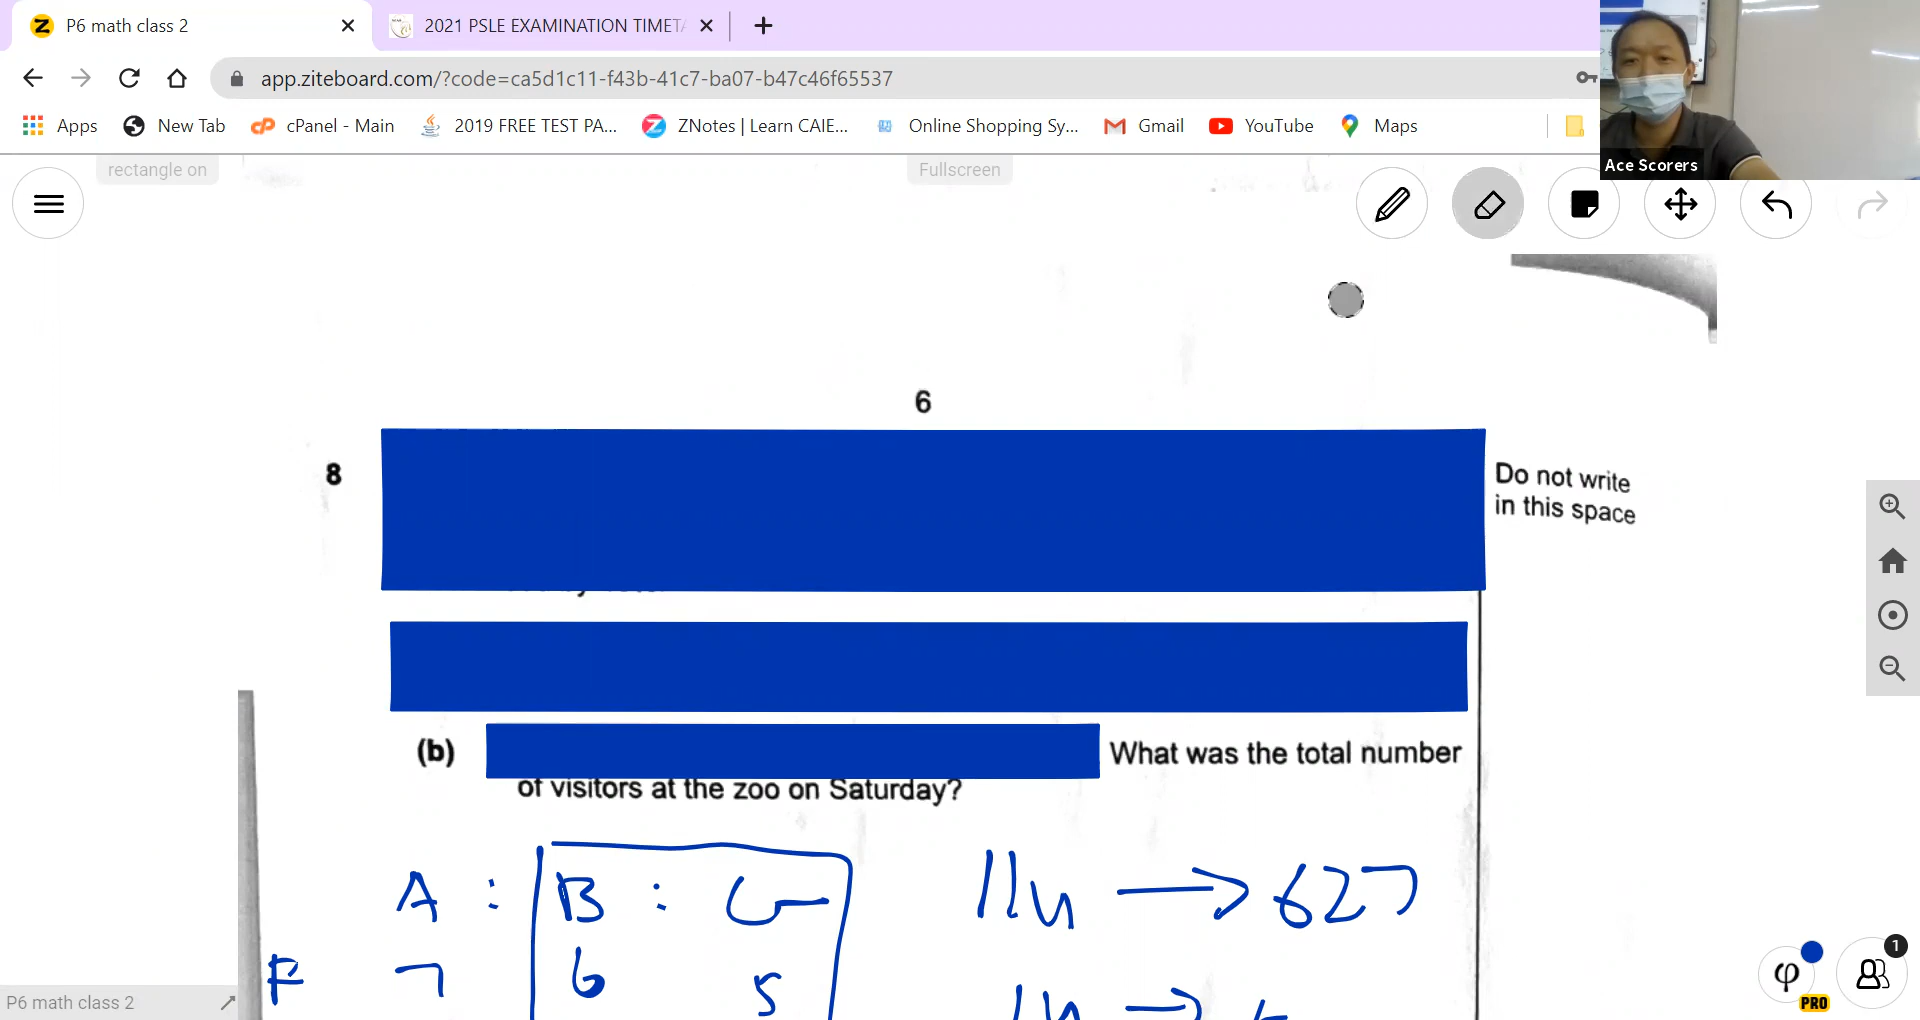 P6 math class 2
2021 PSLE EXAMINATION TIMETA
app.ziteboard.com/?code=ca5d1c11-f43b-41c7-ba07-b47c46f65537
Apps New Tab cPanel - Main 2019 FREE TEST PA... ZNotes | Learn CAIE... Online Shopping Sy... Gmail YouTube Maps
Ace Scorers
rectangle on Fullscreen
6
8
Do not write
in this space
(b) What was the total number
of visitors at the zoo on Saturday?
A : B : G 11u → 627
F 7 6 5 1u →
P6 math class 2
1
φ PRO